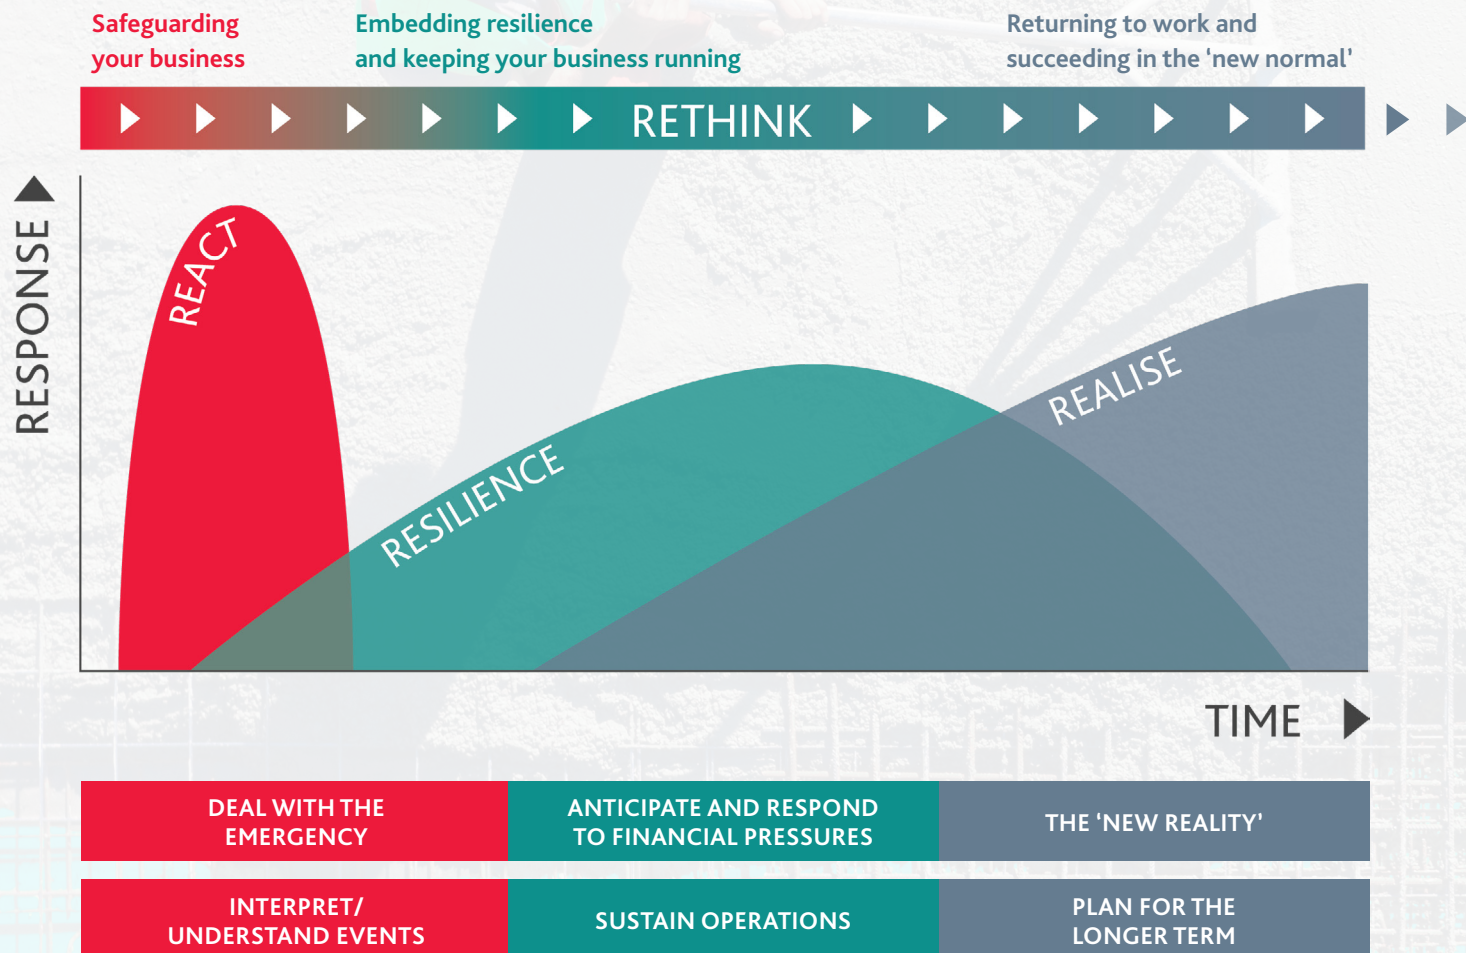 Safeguarding
your business
Embedding resilience
and keeping your business running
Returning to work and
succeeding in the ‘new normal’
RETHINK
RESPONSE
REACT
RESILIENCE
REALISE
TIME
DEAL WITH THE
EMERGENCY
ANTICIPATE AND RESPOND
TO FINANCIAL PRESSURES
THE ‘NEW REALITY’
INTERPRET/
UNDERSTAND EVENTS
SUSTAIN OPERATIONS
PLAN FOR THE
LONGER TERM